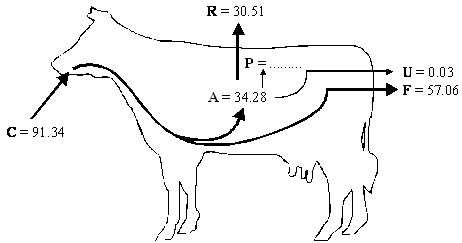 R = 30.51
P = .........
U = 0.03
A = 34.28
F = 57.06
C = 91.34